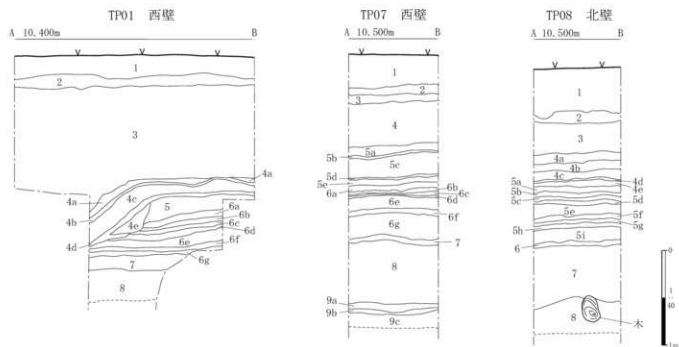 TP01 西壁
A 10.400m B
1
2
3
4a
4a
4c
4b
5
6a
6b
6c
4e
6d
4d
6e
6f
6g
7
8
TP07 西壁
A 10.500m B
1
2
3
4
5a
5b
5c
5d
5e
6b
6a
6c
6d
6e
6f
6g
7
8
9a
9b
9c
TP08 北壁
A 10.500m B
1
2
3
4a
4b
4c
4d
5a
4e
5b
5c
5d
5e
5f
5g
5h
5i
6
7
8
木
0
1
40
1m